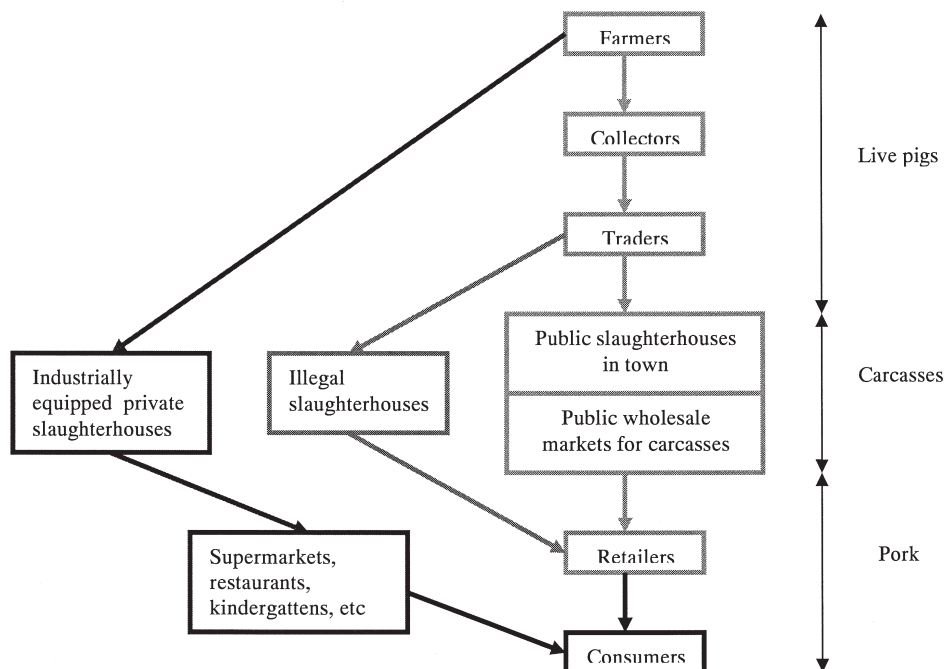 Farmers
Collectors
Live pigs
Traders
Public slaughterhouses
in town
Industrially
equipped private
slaughterhouses
Illegal
slaughterhouses
Carcasses
Public wholesale
markets for carcasses
Supermarkets,
restaurants,
kindergattens, etc
Retailers
Pork
Consumers